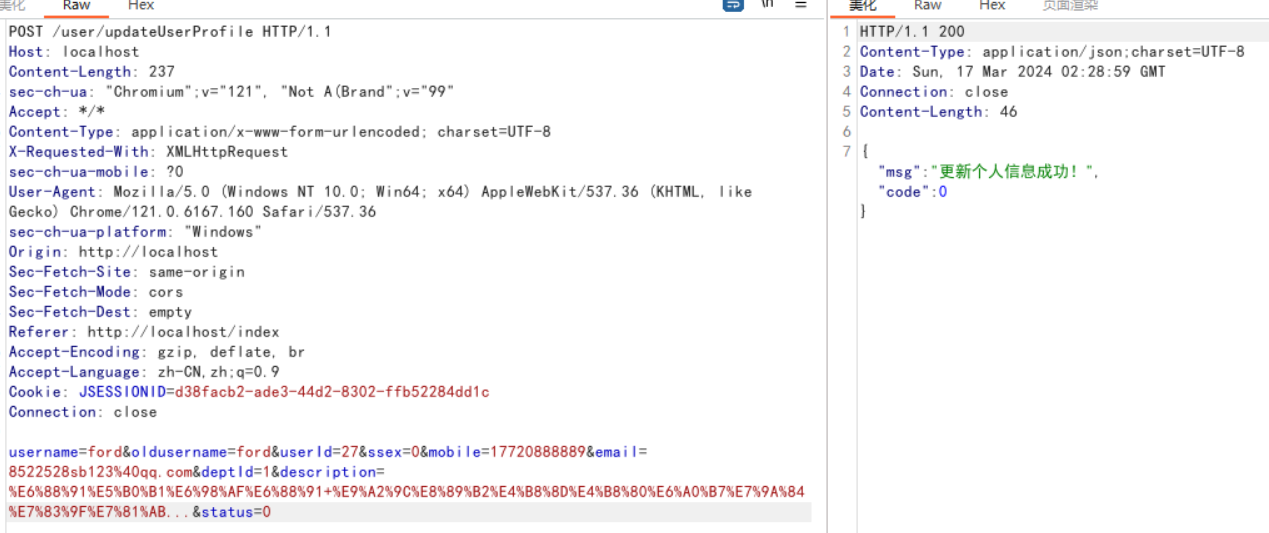 美化 Raw Hex \n
POST /user/updateUserProfile HTTP/1.1
Host: localhost
Content-Length: 237
sec-ch-ua: "Chromium";v="121", "Not A(Brand";v="99"
Accept: */*
Content-Type: application/x-www-form-urlencoded; charset=UTF-8
X-Requested-With: XMLHttpRequest
sec-ch-ua-mobile: ?0
User-Agent: Mozilla/5.0 (Windows NT 10.0; Win64; x64) AppleWebKit/537.36 (KHTML, like
Gecko) Chrome/121.0.6167.160 Safari/537.36
sec-ch-ua-platform: "Windows"
Origin: http://localhost
Sec-Fetch-Site: same-origin
Sec-Fetch-Mode: cors
Sec-Fetch-Dest: empty
Referer: http://localhost/index
Accept-Encoding: gzip, deflate, br
Accept-Language: zh-CN,zh;q=0.9
Cookie: JSESSIONID=d38facb2-ade3-44d2-8302-ffb52284dd1c
Connection: close
username=ford&oldusername=ford&userId=27&ssex=0&mobile=17720888889&email=
8522528sb123%40qq.com&deptId=1&description=
%E6%88%91%E5%B0%B1%E6%98%AF%E6%88%91+%E9%A2%9C%E8%89%B2%E4%B8%8D%E4%B8%80%E6%A0%B7%E7%9A%84
%E7%83%9F%E7%81%AB...&status=0
美化 Raw Hex 页面渲染
1 HTTP/1.1 200
2 Content-Type: application/json;charset=UTF-8
3 Date: Sun, 17 Mar 2024 02:28:59 GMT
4 Connection: close
5 Content-Length: 46
6
7 {
"msg":"更新个人信息成功！",
"code":0
}